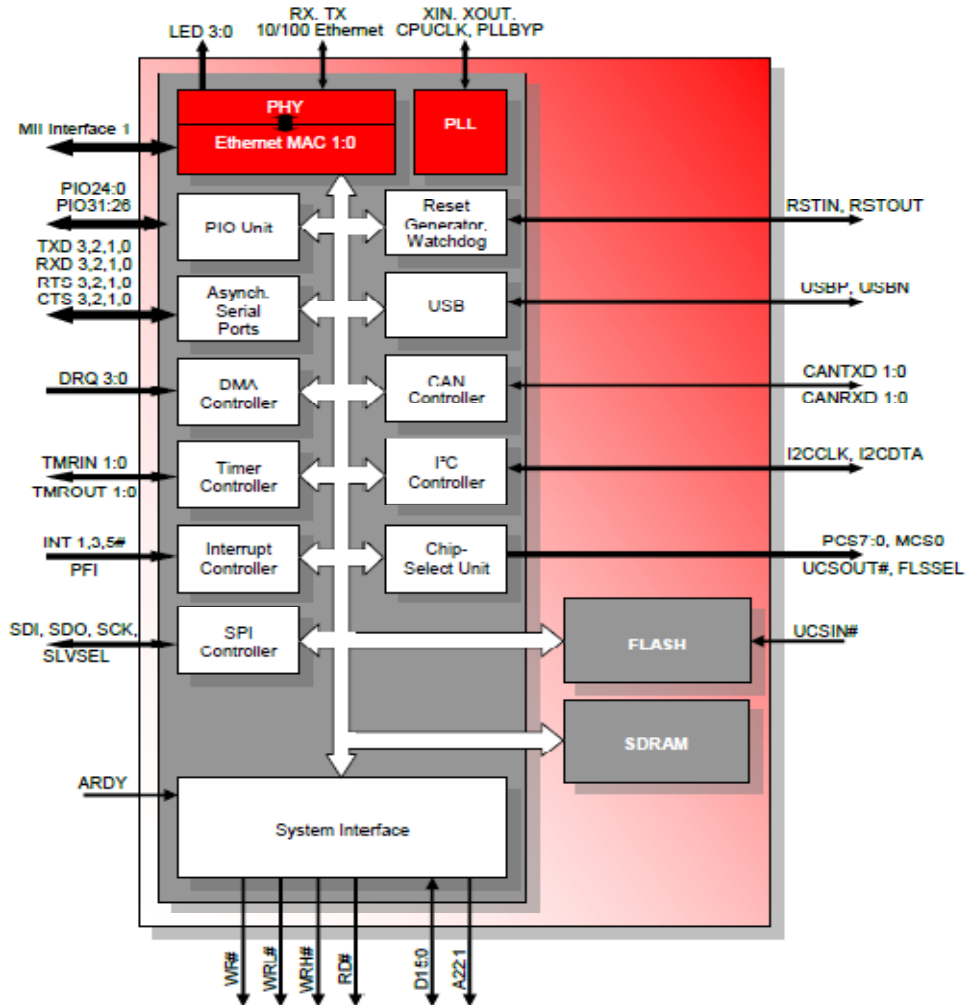 LED 3:0
RX. TX
10/100 Ethernet
XIN. XOUT.
CPUCLK, PLLBYP
PHY
Ethernet MAC 1:0
PLL
MII Interface 1
PIO24:0
PIO31:26
PIO Unit
Reset
Generator,
Watchdog
RSTIN, RSTOUT
TXD 3,2,1,0
RXD 3,2,1,0
RTS 3,2,1,0
CTS 3,2,1,0
Asynch.
Serial
Ports
USB
USBP, USBN
DRQ 3:0
DMA
Controller
CAN
Controller
CANTXD 1:0
CANRXD 1:0
TMRIN 1:0
TMROUT 1:0
Timer
Controller
I²C
Controller
I2CCLK, I2CDTA
INT 1,3,5#
PFI
Interrupt
Controller
Chip-
Select Unit
PCS7:0, MCS0
UCSOUT#, FLSSEL
SDI, SDO, SCK,
SLVSEL
SPI
Controller
FLASH
UCSIN#
SDRAM
ARDY
System Interface
WR#
WRL#
WRH#
RD#
D15:0
A22:1